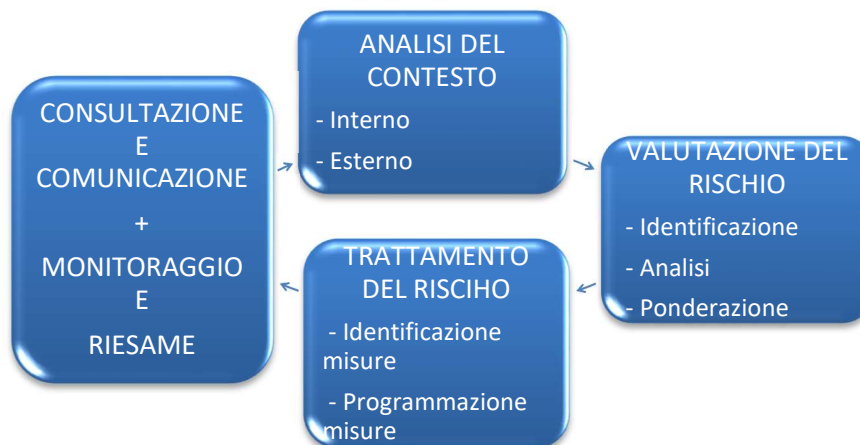 CONSULTAZIONE
E
COMUNICAZIONE
+
MONITORAGGIO
E
RIESAME
ANALISI DEL
CONTESTO
- Interno
- Esterno
VALUTAZIONE DEL
RISCHIO
- Identificazione
- Analisi
- Ponderazione
TRATTAMENTO
DEL RISCIHO
- Identificazione
misure
- Programmazione
misure